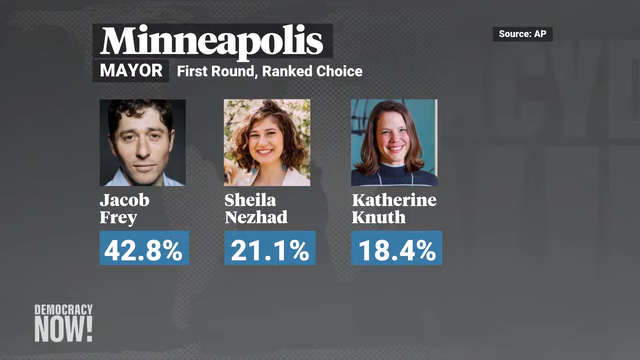 Minneapolis
Source: AP
MAYOR First Round, Ranked Choice
Jacob
Frey
42.8%
Sheila
Nezhad
21.1%
Katherine
Knuth
18.4%
DEMOCRACY
NOW!